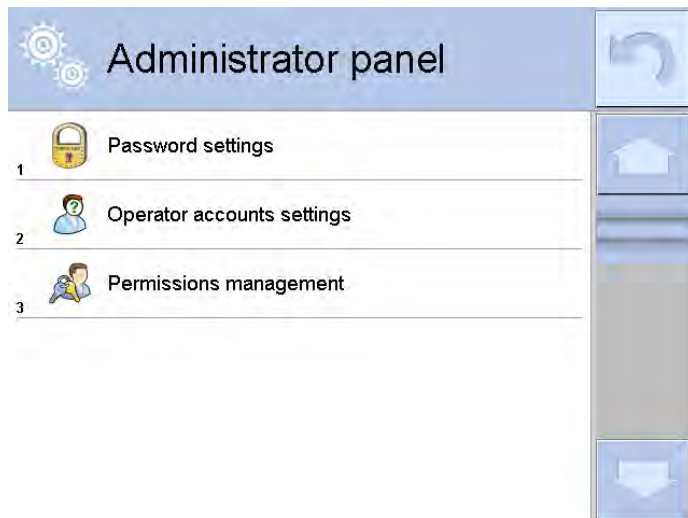 Administrator panel
Password settings
1
Operator accounts settings
2
Permissions management
3